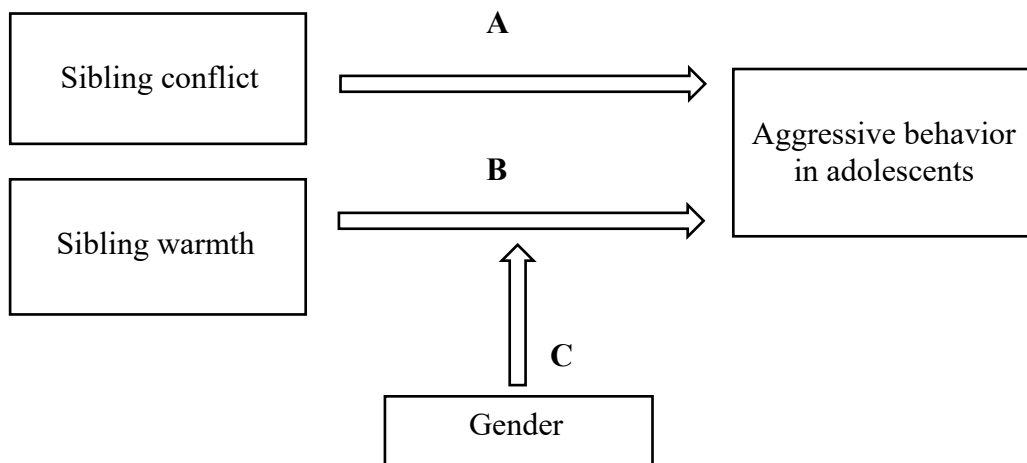 A
Sibling conflict
Aggressive behavior
in adolescents
B
Sibling warmth
C
Gender